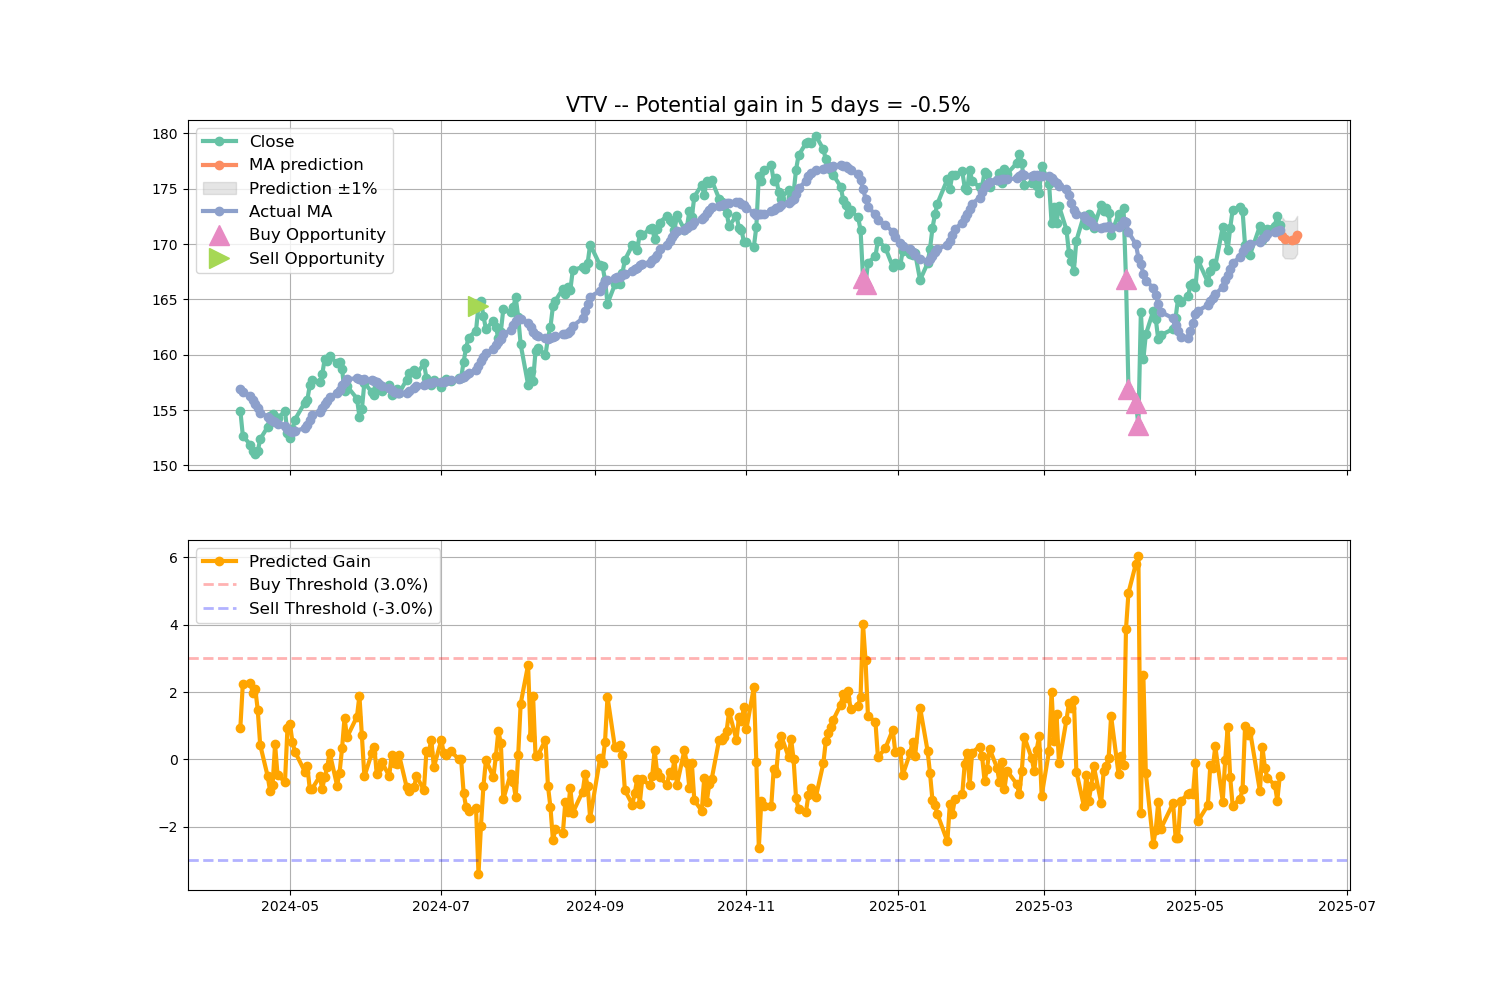 VTV -- Potential gain in 5 days = -0.5%
180
175
170
165
160
155
150
Close
MA prediction
Prediction ±1%
Actual MA
Buy Opportunity
Sell Opportunity
6
4
2
0
−2
Predicted Gain
Buy Threshold (3.0%)
Sell Threshold (-3.0%)
2024-05 2024-07 2024-09 2024-11 2025-01 2025-03 2025-05 2025-07